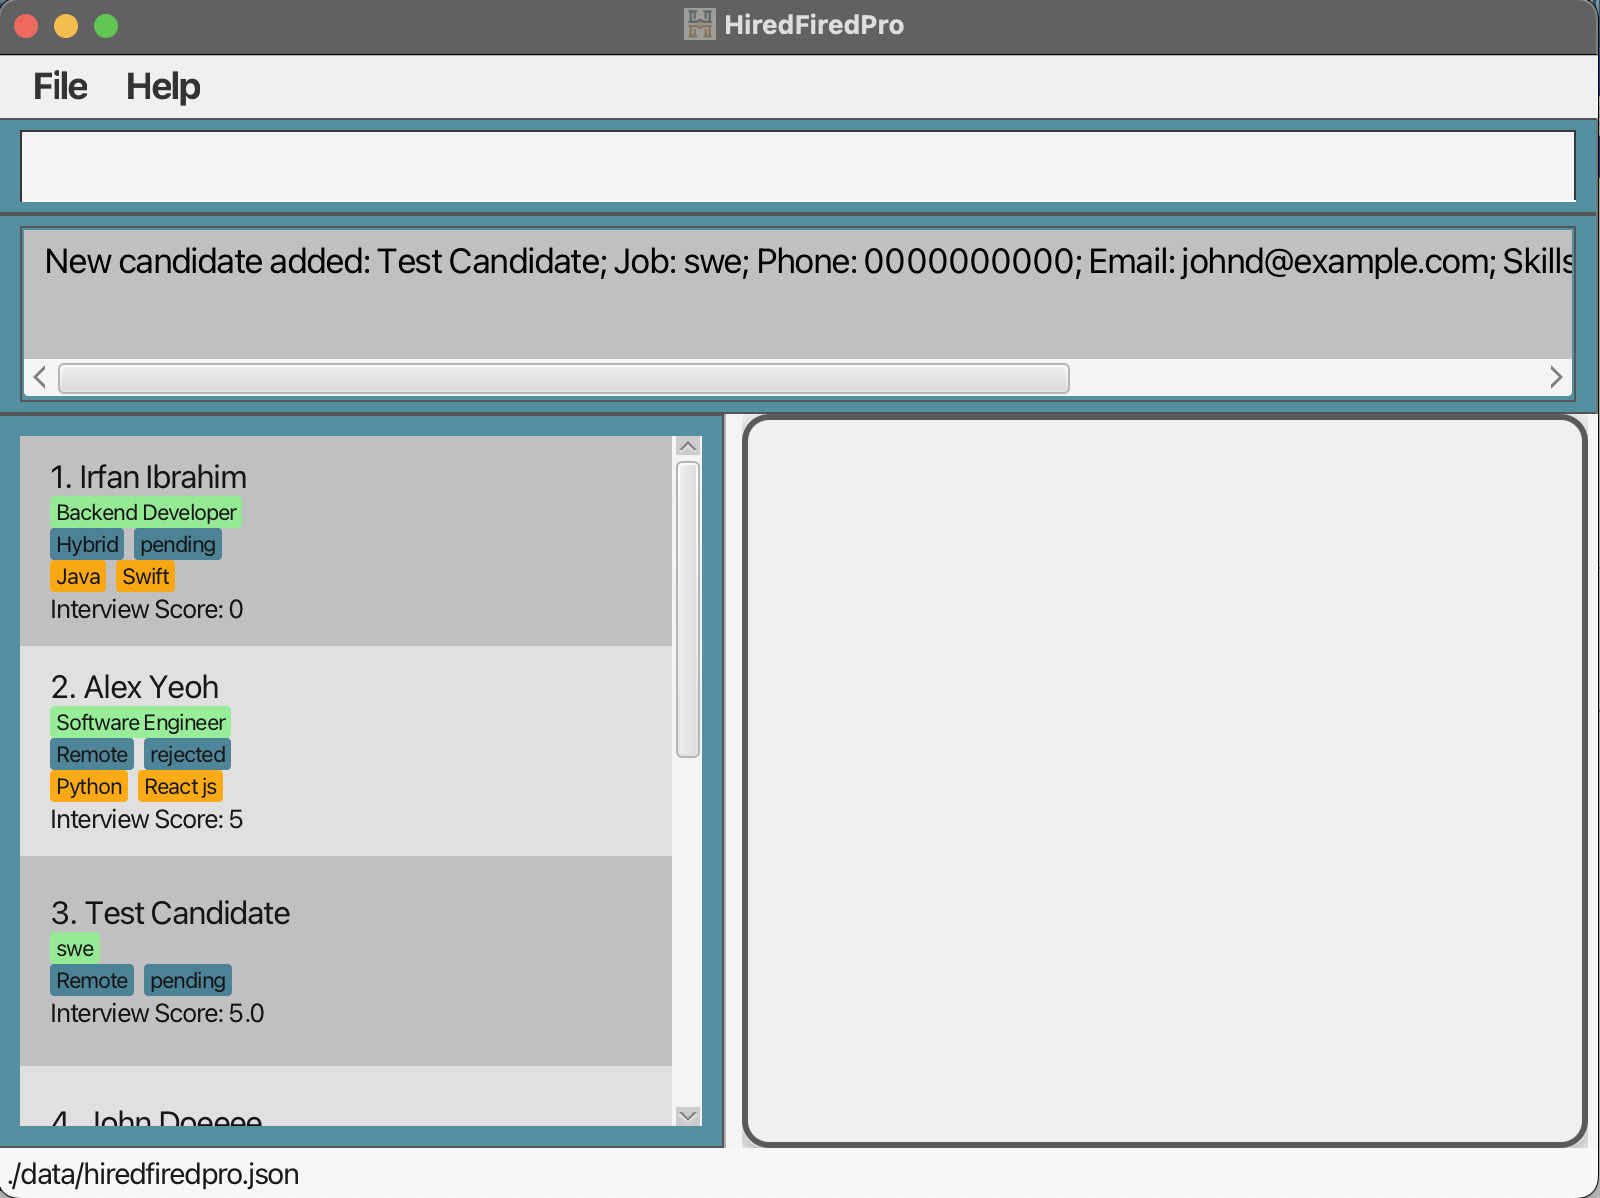 HiredFiredPro
File Help
New candidate added: Test Candidate; Job: swe; Phone: 0000000000; Email: johnd@example.com; Skills
1. Irfan Ibrahim
Backend Developer
Hybrid pending
Java Swift
Interview Score: 0
2. Alex Yeoh
Software Engineer
Remote rejected
Python React js
Interview Score: 5
3. Test Candidate
swe
Remote pending
Interview Score: 5.0
4. John Doeeee
./data/hiredfiredpro.json